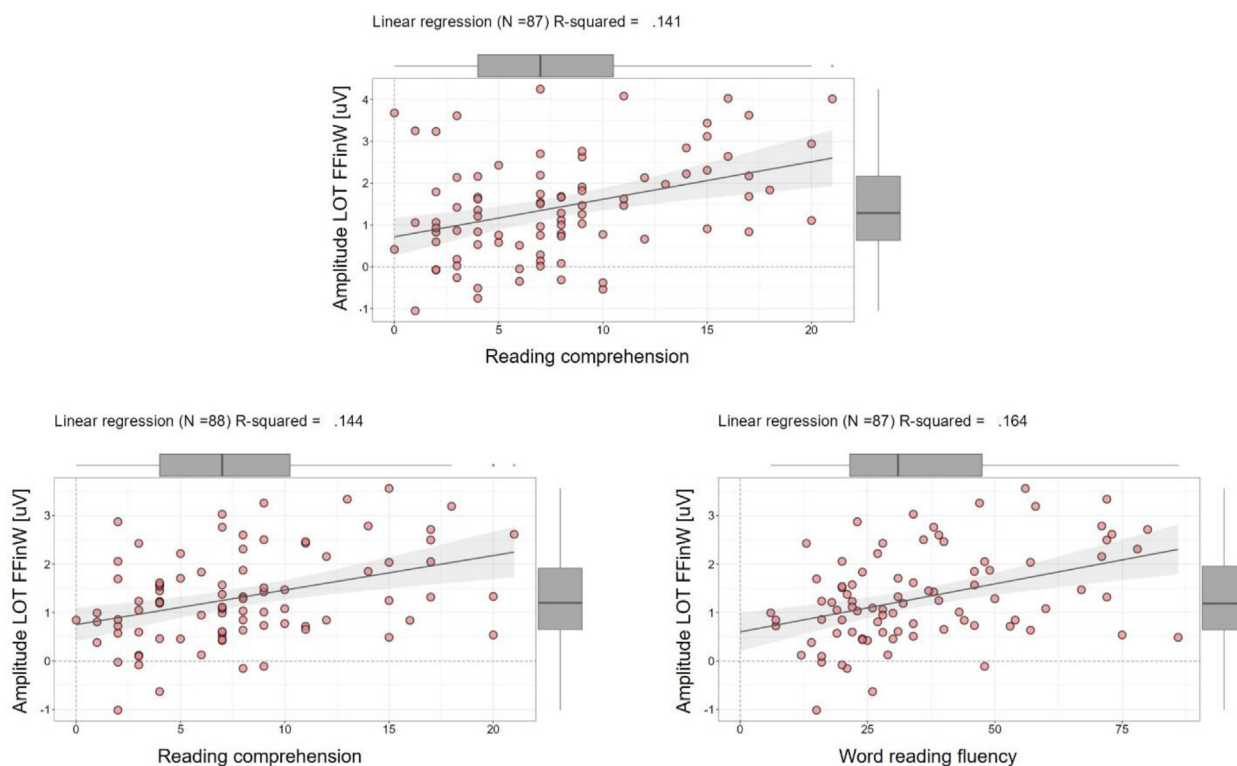 Linear regression (N =87) R-squared = .141
Amplitude LOT FFinW [uV]
4
3
2
1
0
-1
0 5 10 15 20
Reading comprehension
Linear regression (N =88) R-squared = .144
Amplitude LOT FFinW [uV]
3
2
1
0
-1
0 5 10 15 20
Reading comprehension
Linear regression (N =87) R-squared = .164
Amplitude LOT FFinW [uV]
3
2
1
0
-1
0 25 50 75
Word reading fluency